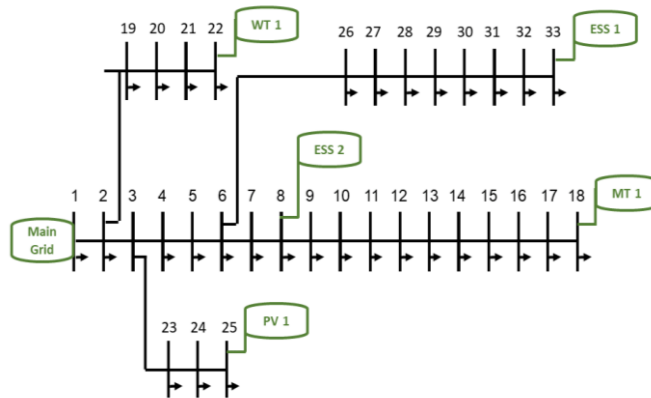 19 20 21 22 WT 1
26 27 28 29 30 31 32 33 ESS 1
ESS 2
1 2 3 4 5 6 7 8 9 10 11 12 13 14 15 16 17 18 MT 1
Main
Grid
23 24 25 PV 1